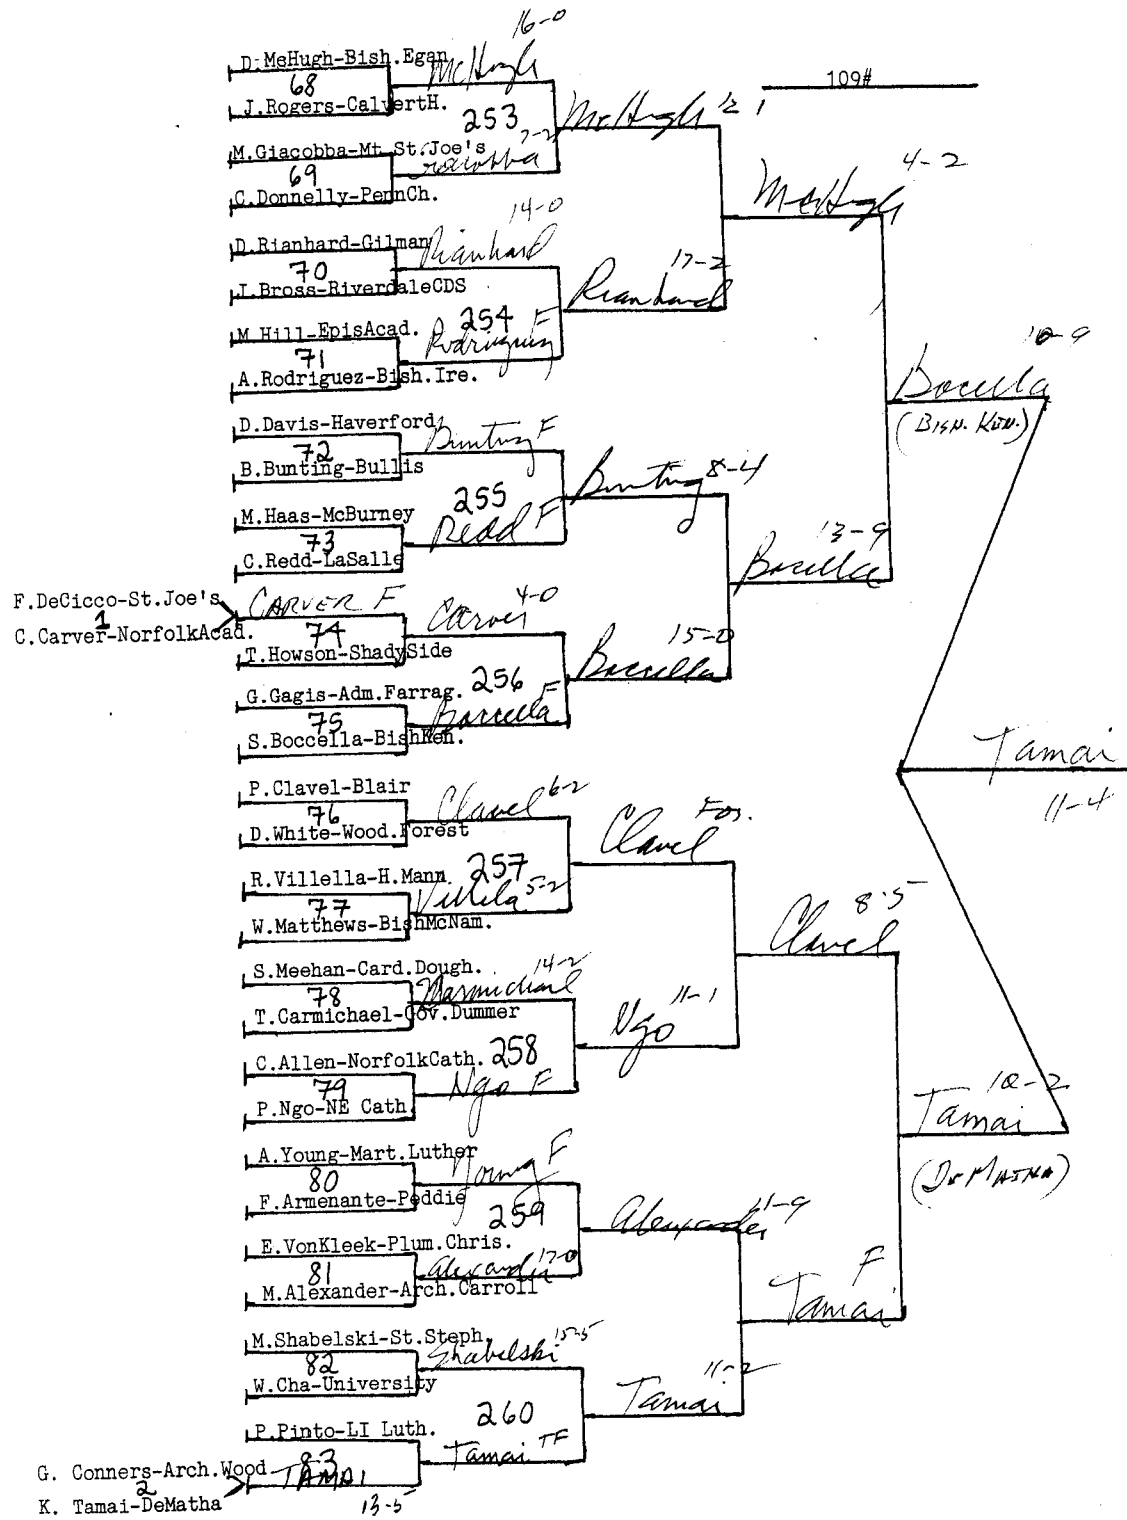 109#
16-0
D.McHugh-Bish.Egan
McHugh
68
J.Rogers-CalvertH.
253
McHugh
M.Giacobba-Mt St.Joe's
7-2
69
C.Donnelly-PennCh.
McHugh 4-2
14-0
D.Rianhard-Gilman
Rianhard
70
I.Bross-RiverdaleCDS
17-2
Rianhard
M.Hill-EpisAcad.
254
F
Rodriguez
71
A.Rodriguez-Bish.Ire.
10-9
Boccella
(BISH. KEN.)
D.Davis-Haverford
Bunting F
72
B.Bunting-Bullis
Bunting 8-4
255
M.Haas-McBurney
Redd F
73
C.Redd-LaSalle
13-9
Boccella
F.DeCicco-St.Joe's
CARVER F
1
C.Carver-NorfolkAcad.
4-0
Carver
74
T.Howson-ShadySide
15-0
Boccella
G.Gagis-Adm.Farrag.
256
F
Boccella
75
S.Boccella-BishKen.
Tamai
11-4
P.Clavel-Blair
Clavel 6-2
76
D.White-Wood.Forest
For.
Clavel
R.Villella-H.Mann
257
Villela 5-2
77
W.Matthews-BishMcNam.
8-5
Clavel
S.Meehan-Card.Dough.
14-2
78
T.Carmichael-Gov.Dummer
Ngo 11-1
C.Allen-NorfolkCath.
258
79
Ngo F
P.Ngo-NE Cath.
10-2
Tamai
A.Young-Mart.Luther
Young F
80
F.Armenante-Peddie
259
Alexander 11-9
E.VonKleek-Plum.Chris.
Alexander 17-0
81
M.Alexander-Arch.Carroll
F
Tamai
M.Shabelski-St.Steph.
Shabelski 15-5
82
W.Cha-University
11-2
Tamai
260
P.Pinto-LI Luth.
Tamai TF
83
G. Conners-Arch.Wood
TAMAI
2
K. Tamai-DeMatha
13-5